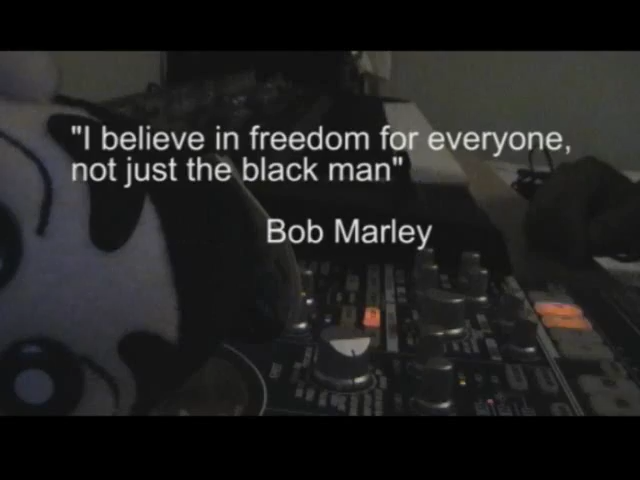 "I believe in freedom for everyone,
not just the black man"
Bob Marley